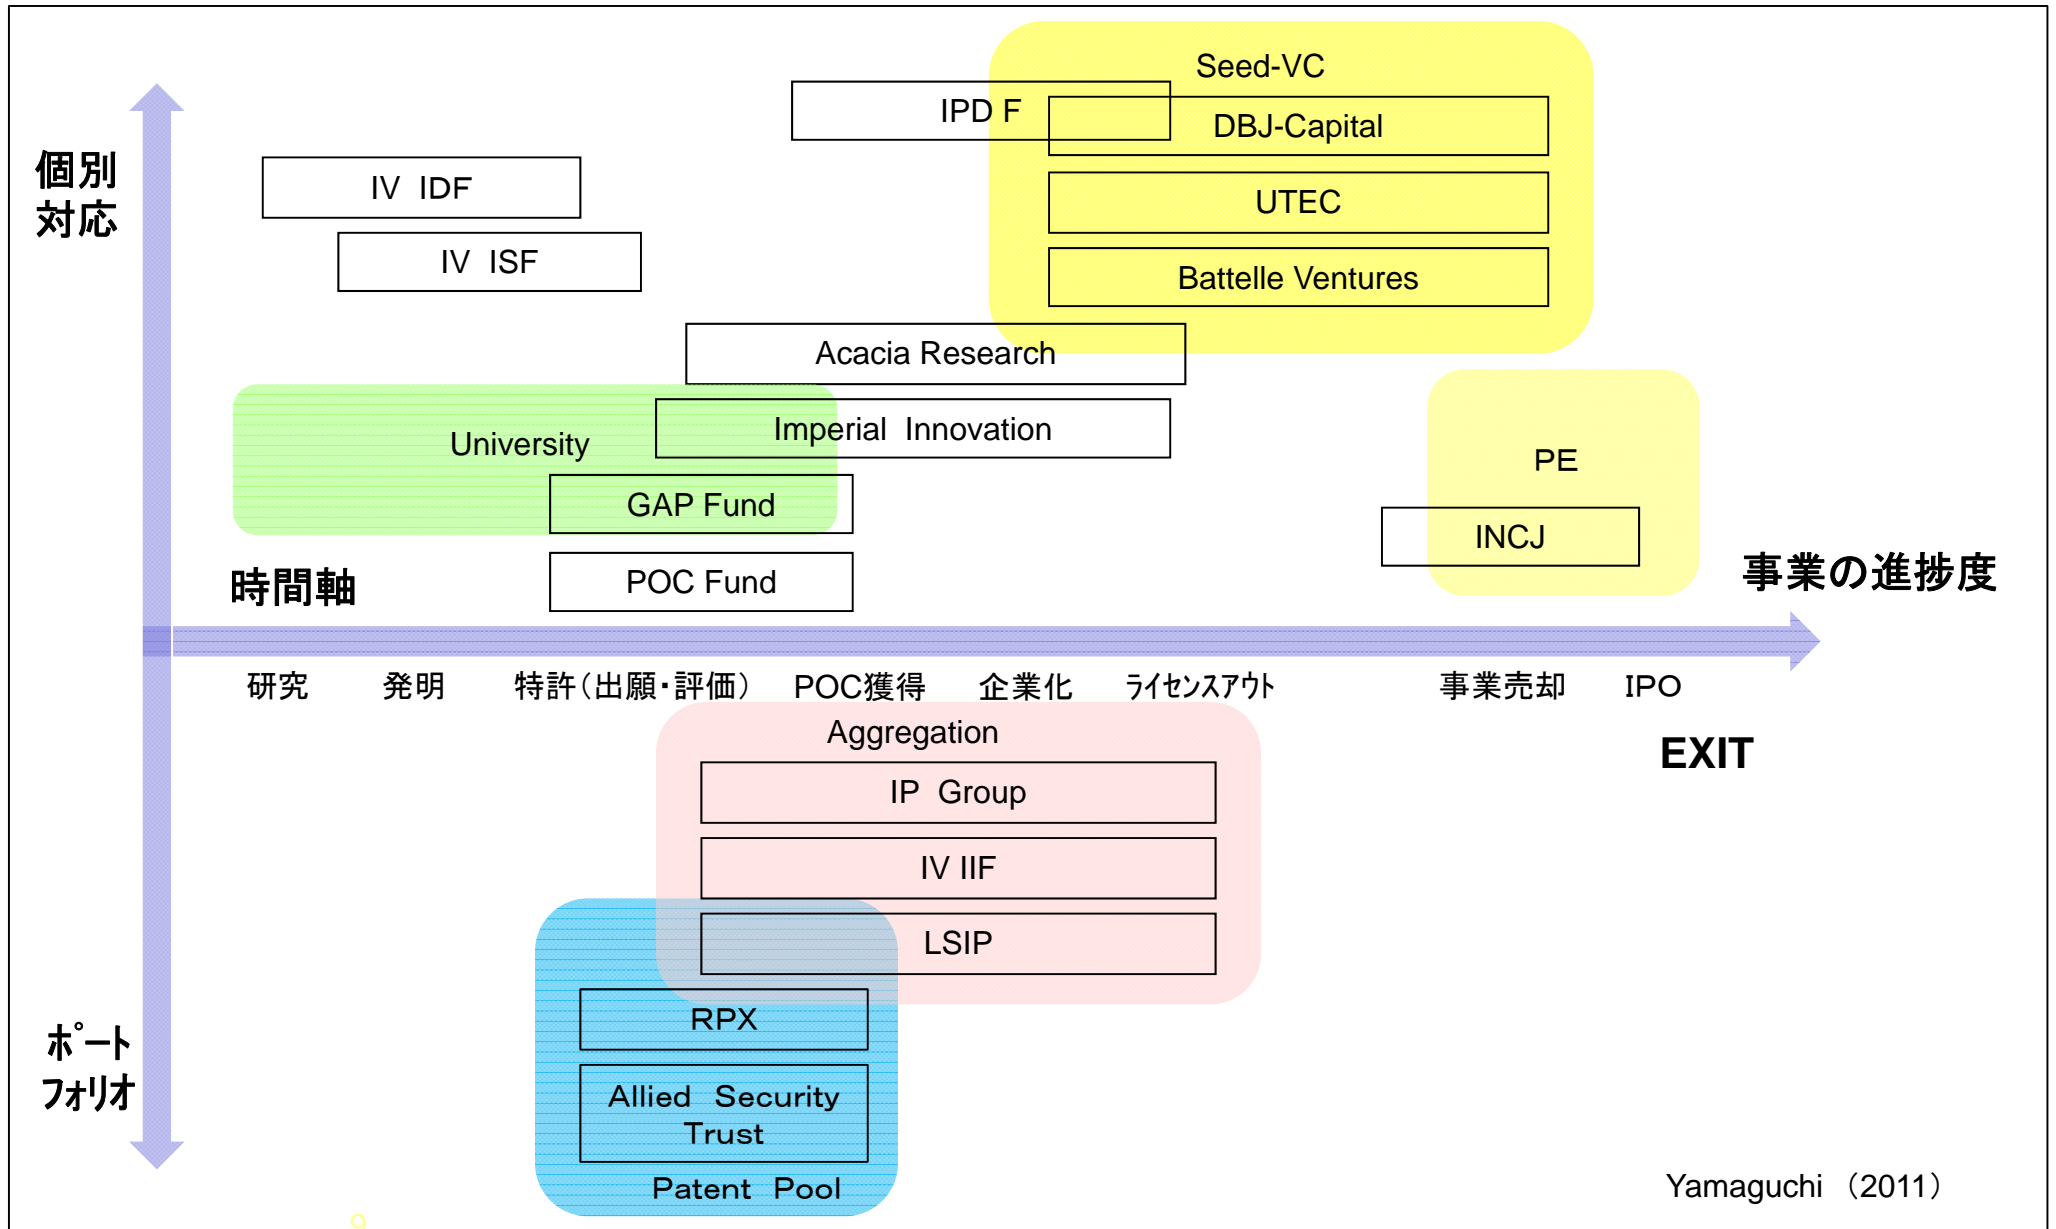 Seed-VC
IPD F
DBJ-Capital
個別
対応
IV IDF
UTEC
IV ISF
Battelle Ventures
Acacia Research
Imperial Innovation
University
PE
GAP Fund
INCJ
時間軸
POC Fund
事業の進捗度
研究 発明 特許(出願・評価) POC獲得 企業化 ライセンスアウト 事業売却 IPO
Aggregation
EXIT
IP Group
IV IIF
LSIP
RPX
ポート
フォリオ
Allied Security
Trust
Patent Pool
Yamaguchi (2011)
9